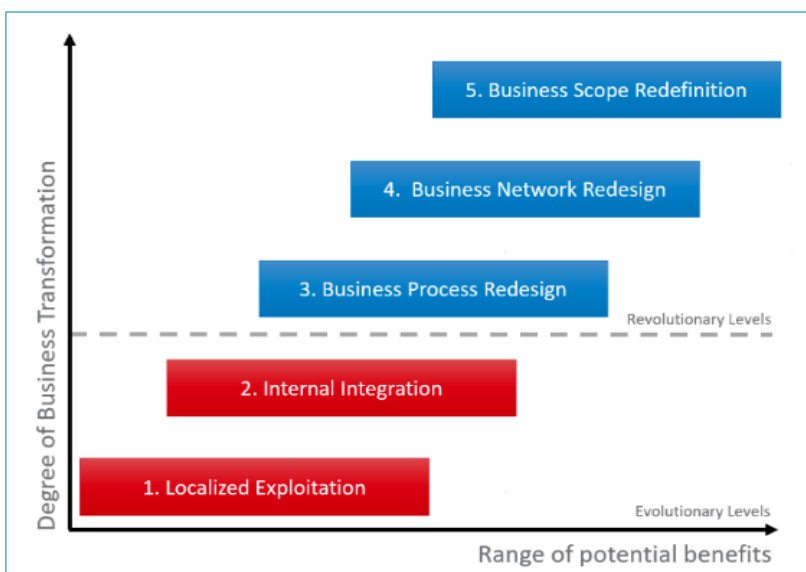 5. Business Scope Redefinition
4. Business Network Redesign
3. Business Process Redesign
Revolutionary Levels
2. Internal Integration
1. Localized Exploitation
Evolutionary Levels
Degree of Business Transformation
Range of potential benefits